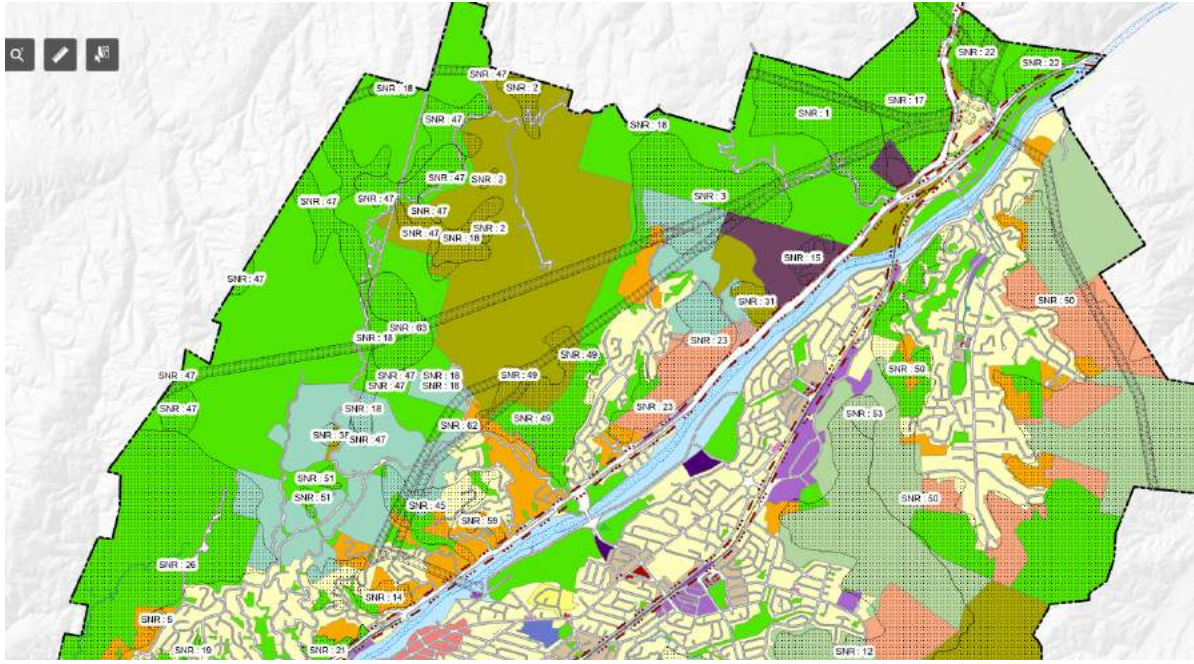 SNR : 22
SNR : 22
SNR : 47
SNR : 18
SNR : 2
SNR : 17
SNR : 1
SNR : 47
SNR : 18
SNR : 47
SNR : 2
SNR : 3
SNR : 47
SNR : 47
SNR : 47
SNR : 2
SNR : 47
SNR : 18
SNR : 15
SNR : 47
SNR : 31
SNR : 50
SNR : 63
SNR : 18
SNR : 23
SNR : 49
SNR : 50
SNR : 47
SNR : 47
SNR : 18
SNR : 49
SNR : 47
SNR : 18
SNR : 47
SNR : 18
SNR : 23
SNR : 53
SNR : 49
SNR : 62
SNR : 47
SNR : 51
SNR : 51
SNR : 50
SNR : 45
SNR : 59
SNR : 26
SNR : 14
SNR : 5
SNR : 19
SNR : 21
SNR : 12